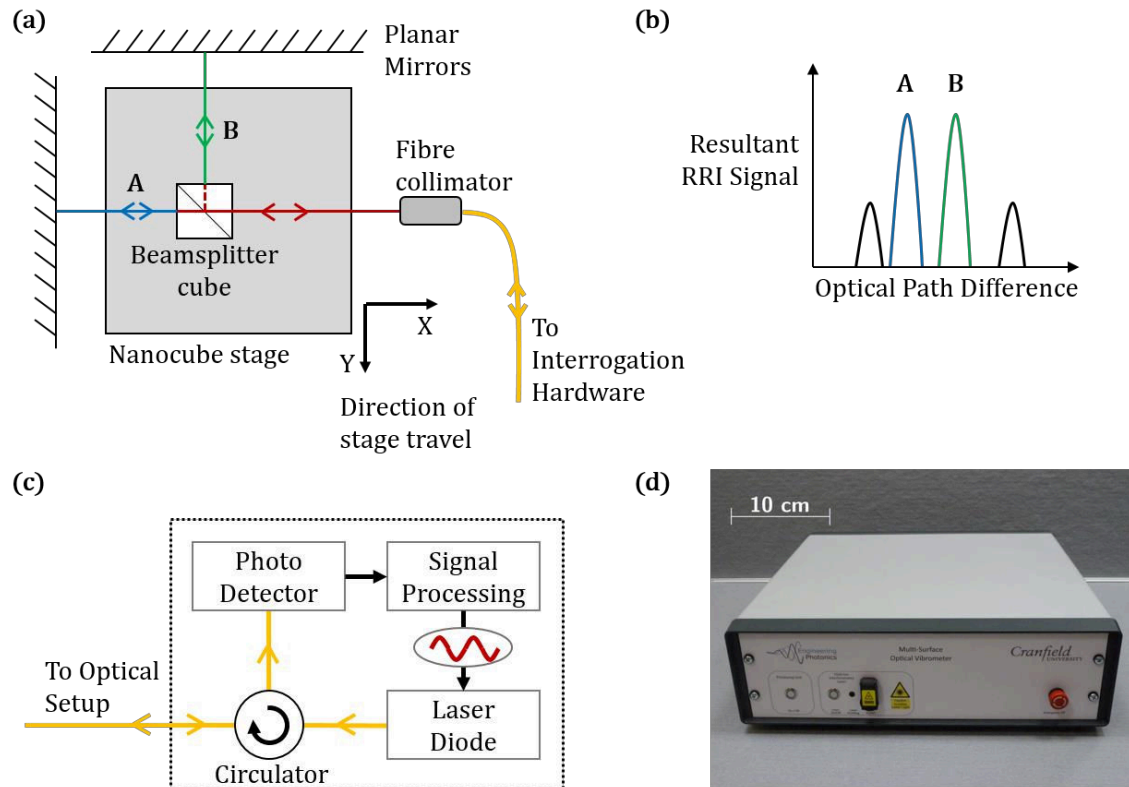 (a)
Planar
Mirrors
B
A
Fibre
collimator
Beamsplitter
cube
X
Y
Nanocube stage
To
Interrogation
Hardware
Direction of
stage travel
(b)
A
B
Resultant
RRI Signal
Optical Path Difference
(c)
Photo
Detector
Signal
Processing
To Optical
Setup
Laser
Diode
Circulator
(d)
10 cm
Engineering
Photonics
Multi-Surface
Optical Vibrometer
Cranfield
UNIVERSITY